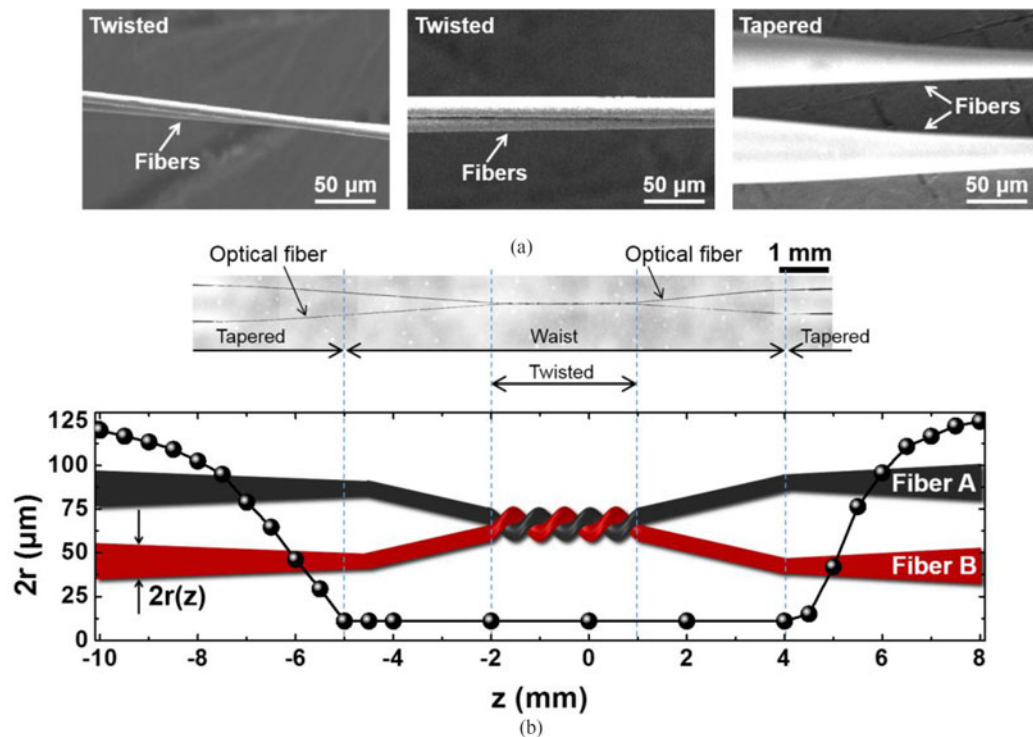 Twisted
Fibers
50 µm
Twisted
Fibers
50 µm
Tapered
Fibers
50 µm
(a)
Optical fiber
Optical fiber
1 mm
Tapered
Waist
Tapered
Twisted
125
100
75
50
25
0
2r (µm)
Fiber A
Fiber B
2r(z)
-10
-8
-6
-4
-2
0
2
4
6
8
z (mm)
(b)